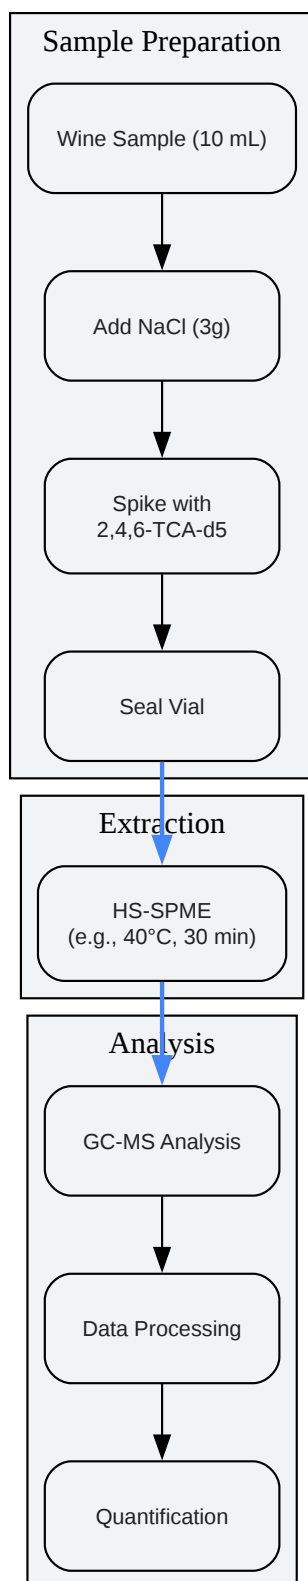 Sample Preparation
Wine Sample (10 mL)
Add NaCl (3g)
Spike with
2,4,6-TCA-d5
Seal Vial
Extraction
HS-SPME
(e.g., 40°C, 30 min)
Analysis
GC-MS Analysis
Data Processing
Quantification